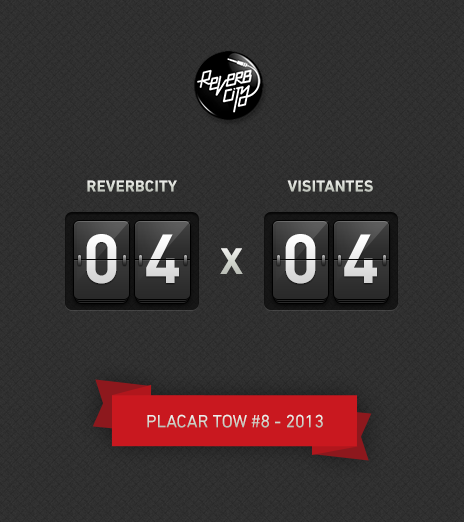 REVERB
CITY
REVERBCITY VISITANTES
04 X 04
PLACAR TOW #8 - 2013